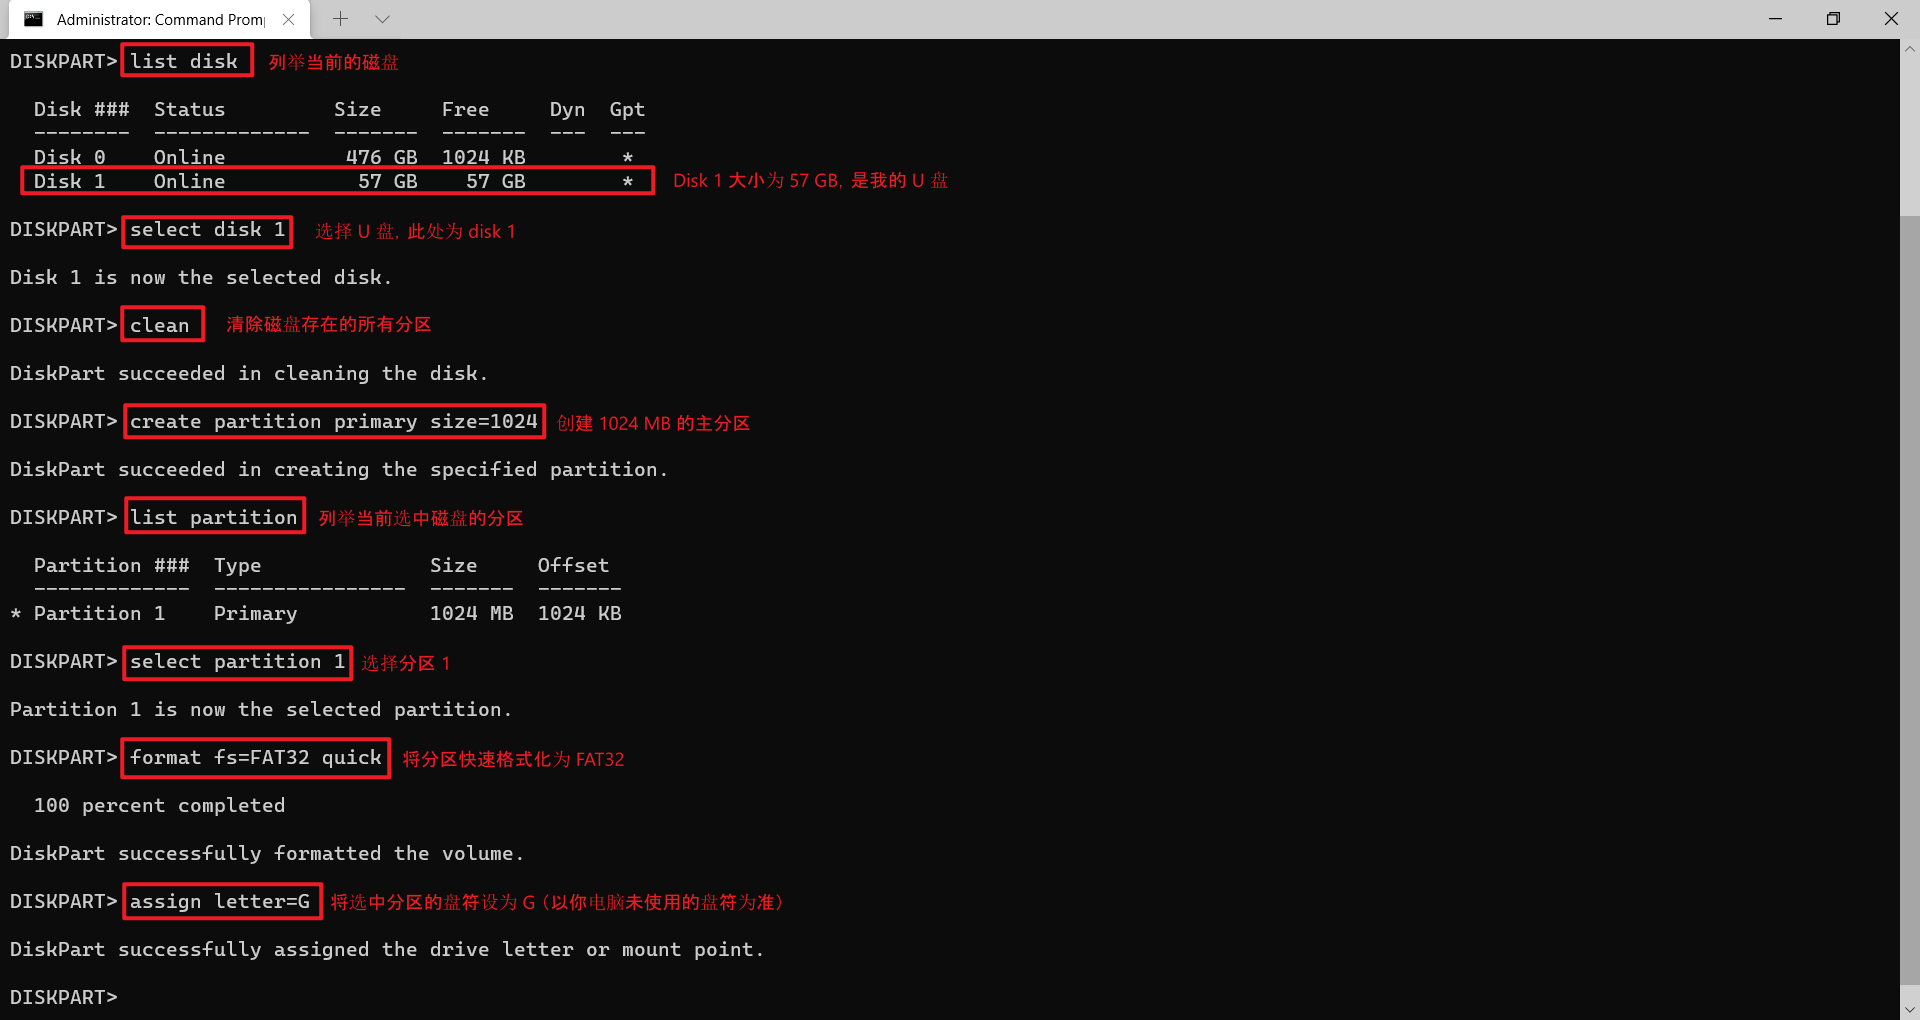 Administrator: Command Prom
DISKPART> list disk 列举当前的磁盘
Disk ### Status Size Free Dyn Gpt
-------- ------------- ------- ------- --- ---
Disk 0 Online 476 GB 1024 KB *
Disk 1 Online 57 GB 57 GB * Disk 1 大小为 57 GB, 是我的 U 盘
DISKPART> select disk 1 选择 U 盘, 此处为 disk 1
Disk 1 is now the selected disk.
DISKPART> clean 清除磁盘存在的所有分区
DiskPart succeeded in cleaning the disk.
DISKPART> create partition primary size=1024 创建 1024 MB 的主分区
DiskPart succeeded in creating the specified partition.
DISKPART> list partition 列举当前选中磁盘的分区
Partition ### Type Size Offset
------------- ---------------- ------- -------
* Partition 1 Primary 1024 MB 1024 KB
DISKPART> select partition 1 选择分区 1
Partition 1 is now the selected partition.
DISKPART> format fs=FAT32 quick 将分区快速格式化为 FAT32
100 percent completed
DiskPart successfully formatted the volume.
DISKPART> assign letter=G 将选中分区的盘符设为 G（以你电脑未使用的盘符为准）
DiskPart successfully assigned the drive letter or mount point.
DISKPART>